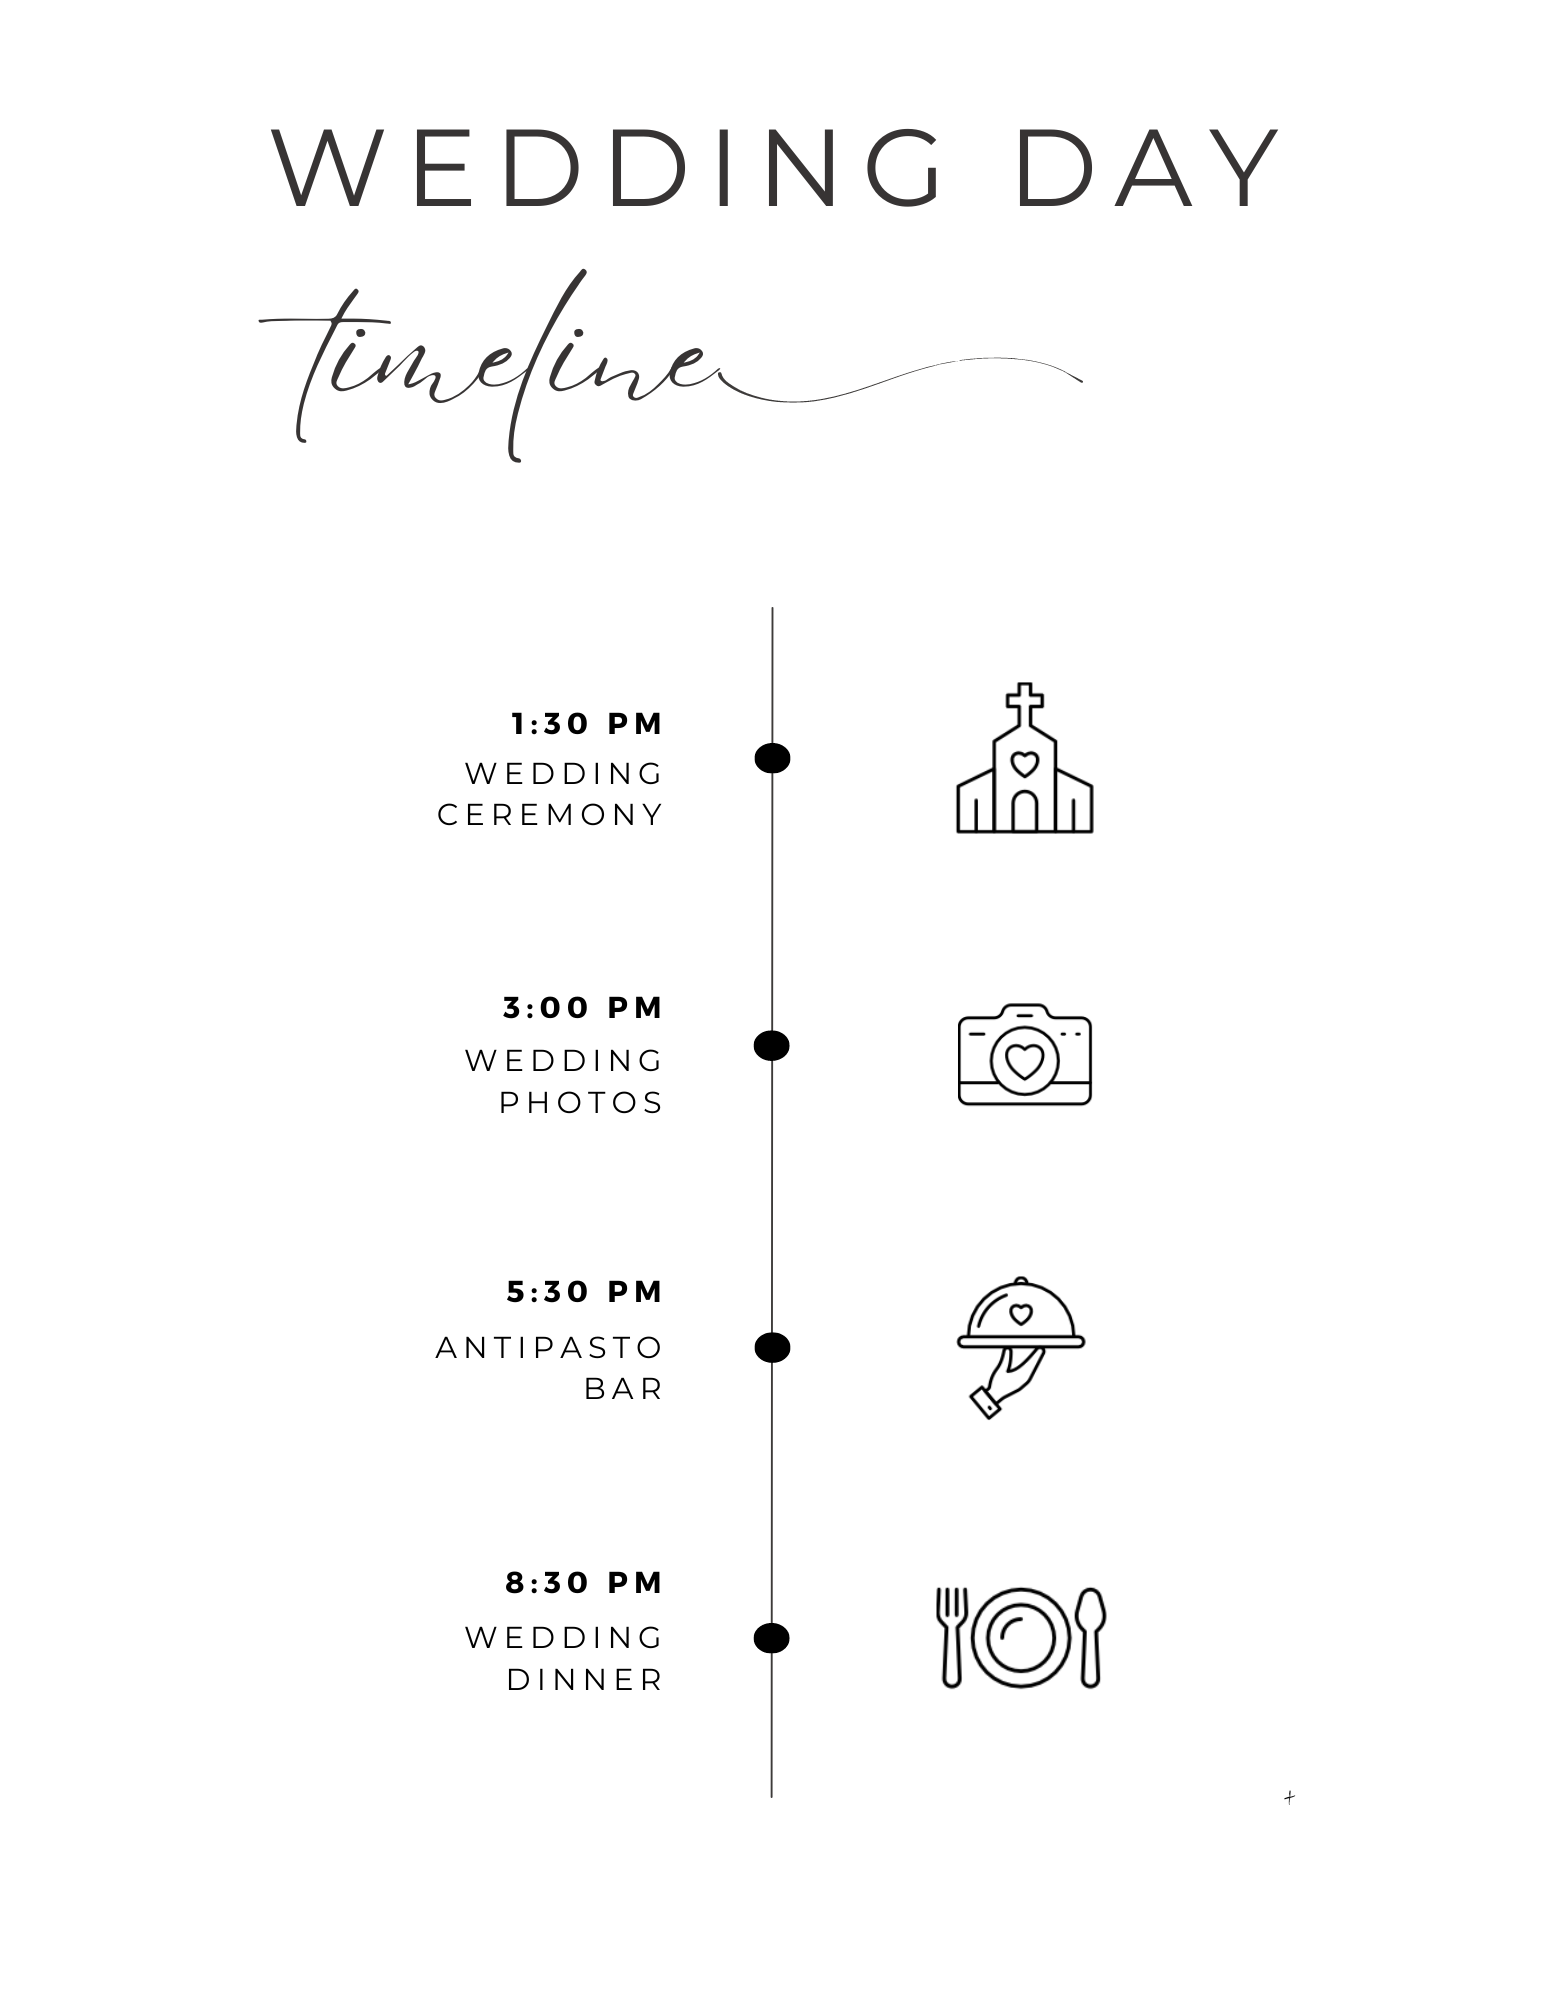 WEDDING DAY
timeline
1:30 PM
WEDDING
CEREMONY
3:00 PM
WEDDING
PHOTOS
5:30 PM
ANTIPASTO
BAR
8:30 PM
WEDDING
DINNER
+